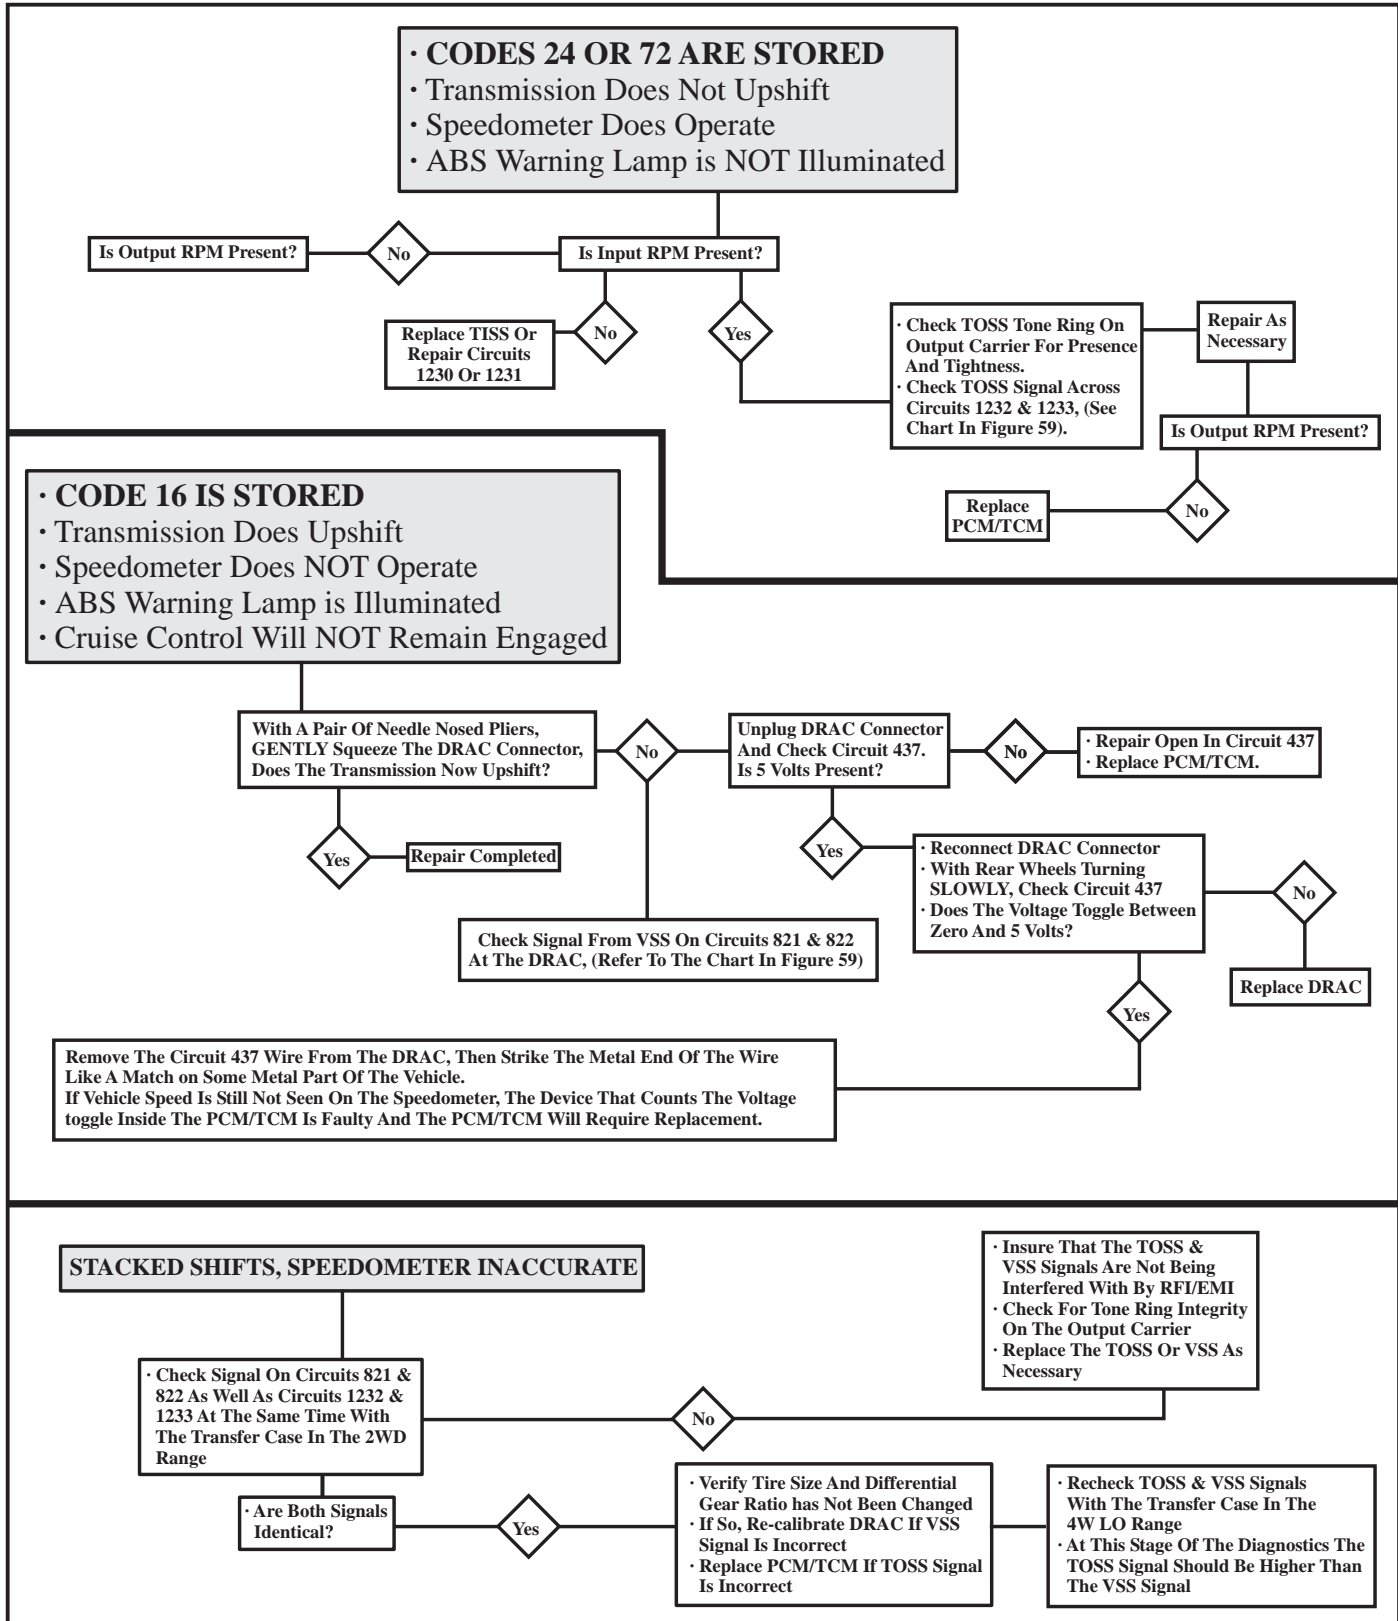 · CODES 24 OR 72 ARE STORED
· Transmission Does Not Upshift
· Speedometer Does Operate
· ABS Warning Lamp is NOT Illuminated
Is Output RPM Present?
No
Is Input RPM Present?
Replace TISS Or
Repair Circuits
1230 Or 1231
No
Yes
· Check TOSS Tone Ring On
Output Carrier For Presence
And Tightness.
· Check TOSS Signal Across
Circuits 1232 & 1233, (See
Chart In Figure 59).
Repair As
Necessary
Is Output RPM Present?
Replace
PCM/TCM
No
· CODE 16 IS STORED
· Transmission Does Upshift
· Speedometer Does NOT Operate
· ABS Warning Lamp is Illuminated
· Cruise Control Will NOT Remain Engaged
With A Pair Of Needle Nosed Pliers,
GENTLY Squeeze The DRAC Connector,
Does The Transmission Now Upshift?
No
Unplug DRAC Connector
And Check Circuit 437.
Is 5 Volts Present?
No
· Repair Open In Circuit 437
· Replace PCM/TCM.
Yes
Repair Completed
Yes
· Reconnect DRAC Connector
· With Rear Wheels Turning
SLOWLY, Check Circuit 437
· Does The Voltage Toggle Between
Zero And 5 Volts?
No
Check Signal From VSS On Circuits 821 & 822
At The DRAC, (Refer To The Chart In Figure 59)
Replace DRAC
Yes
Remove The Circuit 437 Wire From The DRAC, Then Strike The Metal End Of The Wire
Like A Match on Some Metal Part Of The Vehicle.
If Vehicle Speed Is Still Not Seen On The Speedometer, The Device That Counts The Voltage
toggle Inside The PCM/TCM Is Faulty And The PCM/TCM Will Require Replacement.
STACKED SHIFTS, SPEEDOMETER INACCURATE
· Insure That The TOSS &
VSS Signals Are Not Being
Interfered With By RFI/EMI
· Check For Tone Ring Integrity
On The Output Carrier
· Replace The TOSS Or VSS As
Necessary
· Check Signal On Circuits 821 &
822 As Well As Circuits 1232 &
1233 At The Same Time With
The Transfer Case In The 2WD
Range
No
· Are Both Signals
Identical?
Yes
· Verify Tire Size And Differential
Gear Ratio has Not Been Changed
· If So, Re-calibrate DRAC If VSS
Signal Is Incorrect
· Replace PCM/TCM If TOSS Signal
Is Incorrect
· Recheck TOSS & VSS Signals
With The Transfer Case In The
4W LO Range
· At This Stage Of The Diagnostics The
TOSS Signal Should Be Higher Than
The VSS Signal